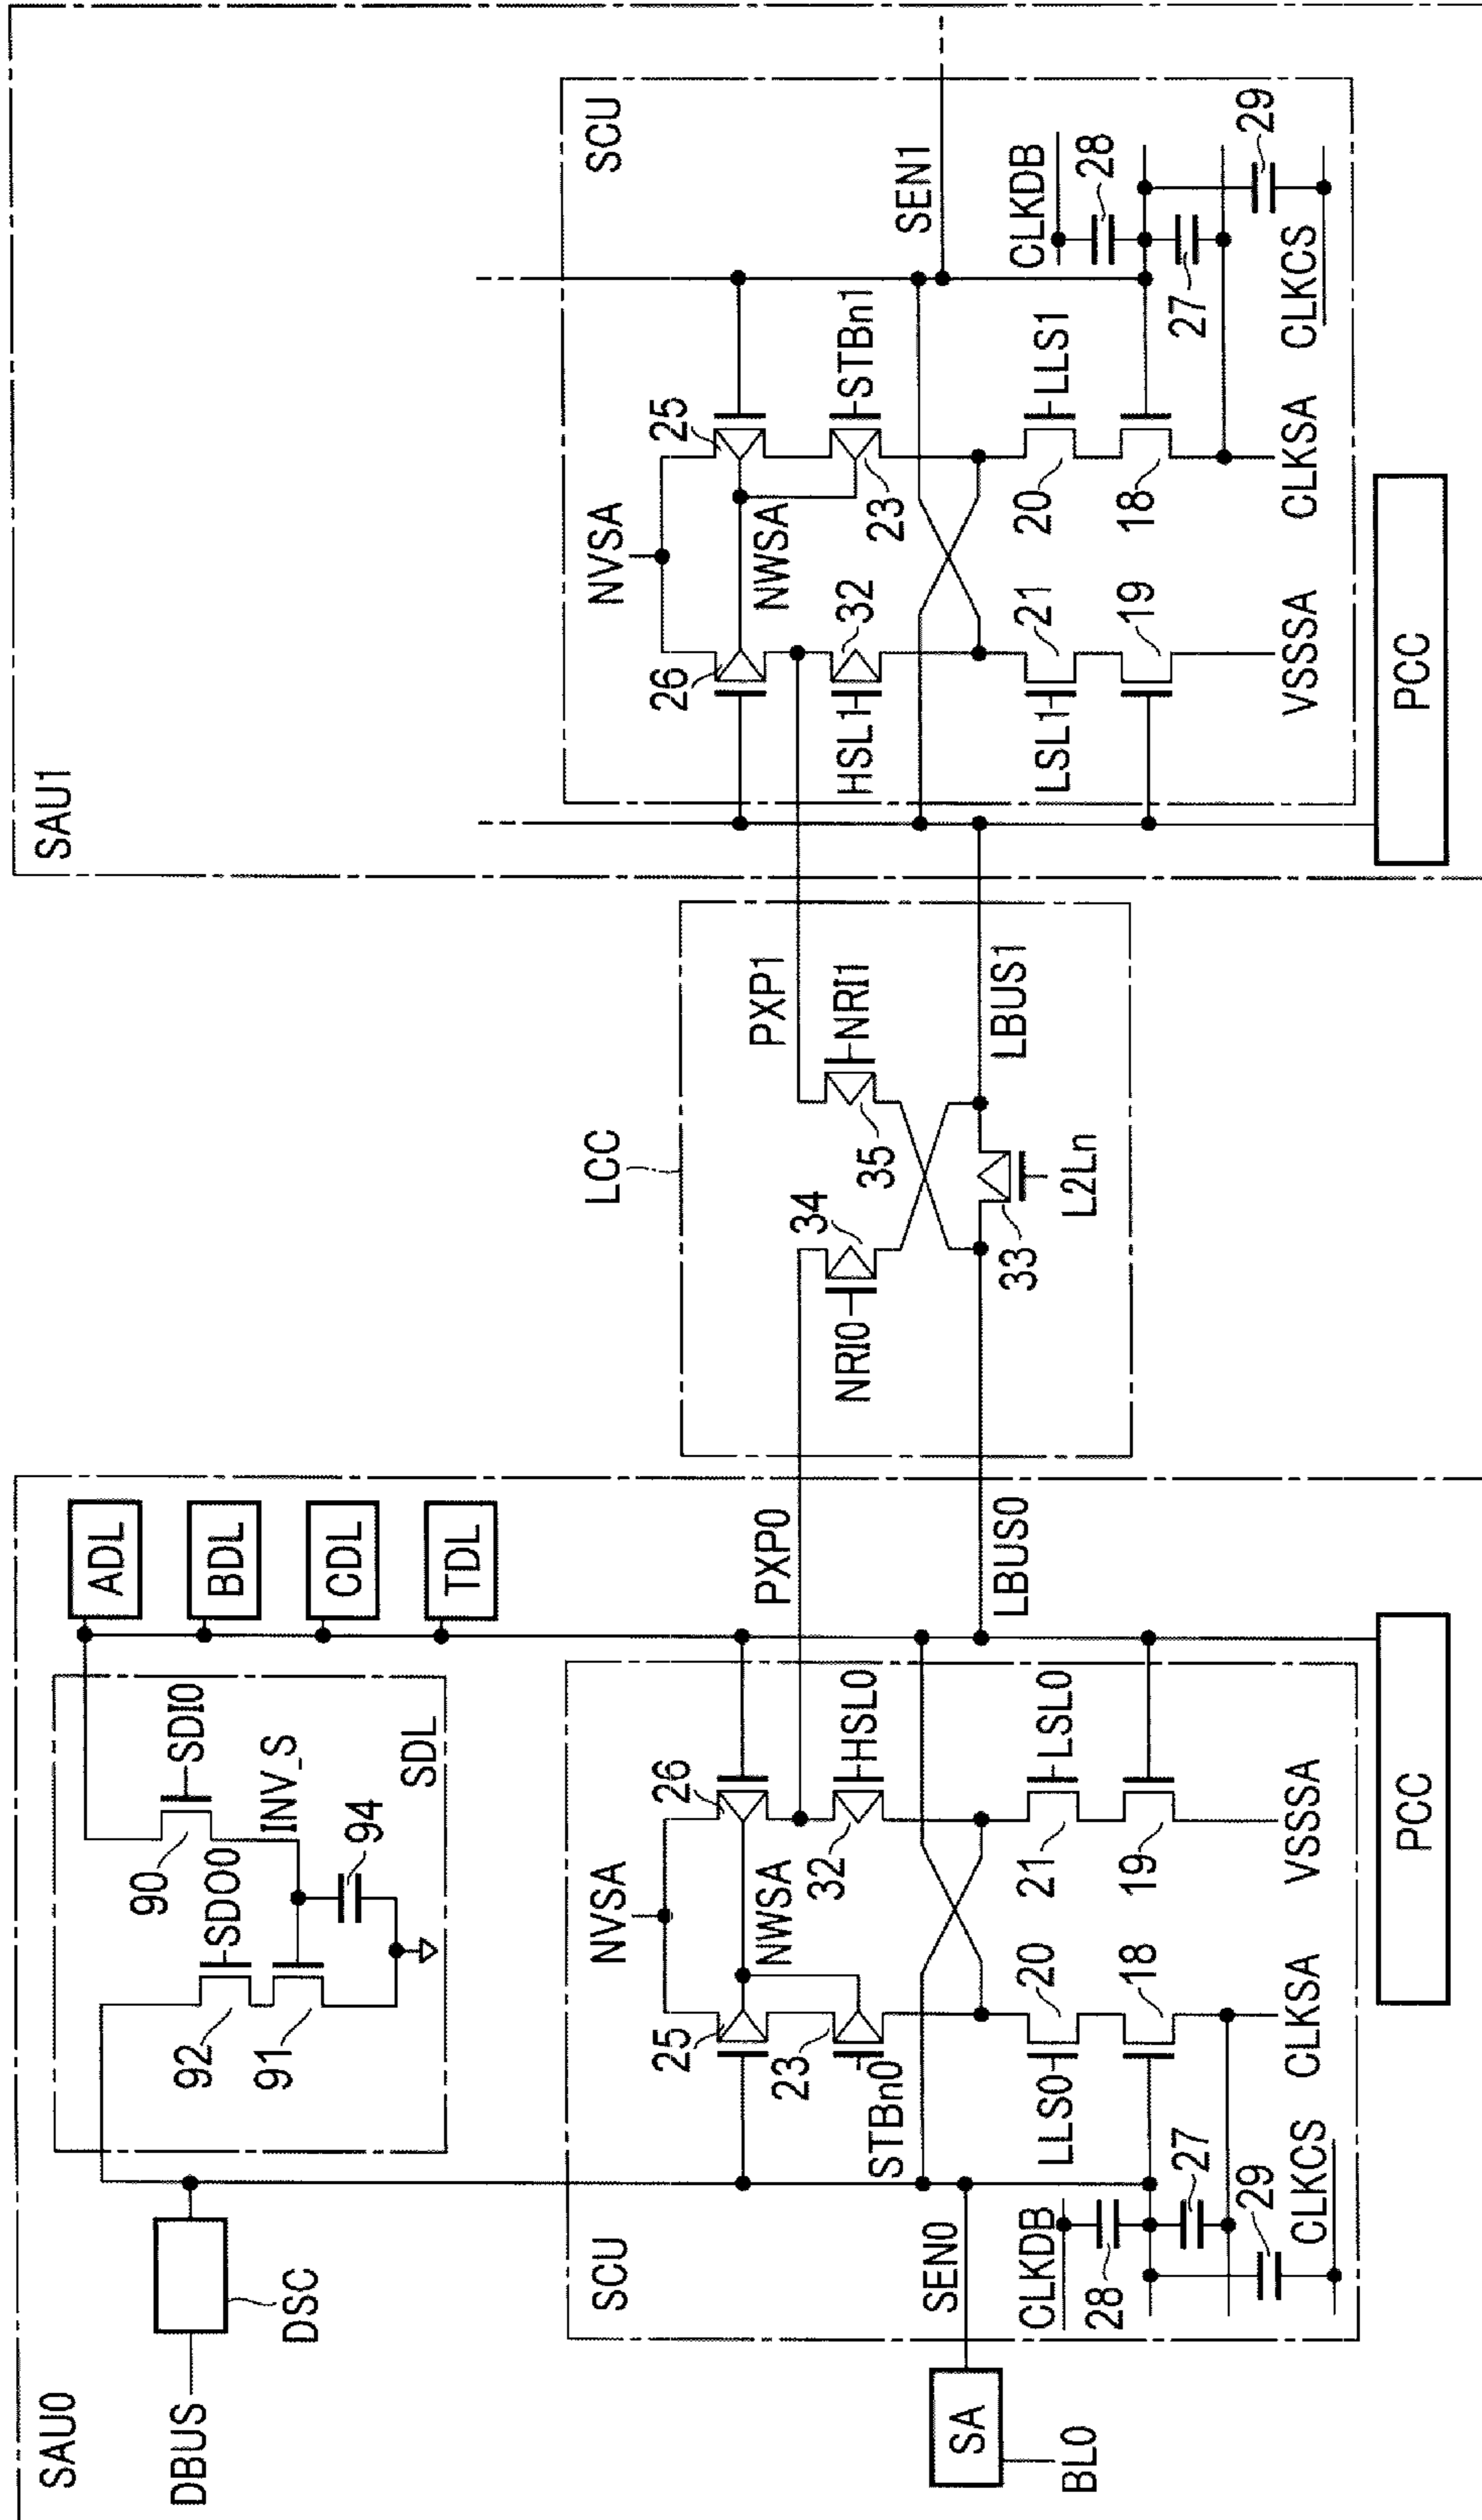 SAU0
DBUS
DSC
92
91
90
SDO0
SDI0
INV_S
94
SDL
ADL
BDL
CDL
TDL
SCU
NVSA
25
26
NWSA
23
32
STBn0
HSL0
PXP0
SA
BL0
SEN0
CLKDB
28
27
29
CLKCS
LLS0
20
21
LSL0
18
19
CLKSA
VSSSA
LBUS0
PCC
LCC
PXP1
34
35
NRI0
NRI1
33
L2Ln
LBUS1
SAU1
SCU
NVSA
26
25
NWSA
32
23
HSL1
STBn1
SEN1
CLKDB
28
27
29
CLKCS
LSL1
21
20
LLS1
19
18
VSSSA
CLKSA
PCC